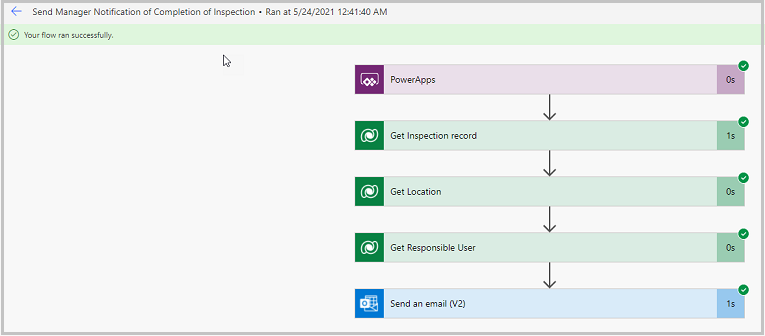 Send Manager Notification of Completion of Inspection • Ran at 5/24/2021 12:41:40 AM
Your flow ran successfully.
PowerApps 0s
Get Inspection record 1s
Get Location 0s
Get Responsible User 0s
Send an email (V2) 1s